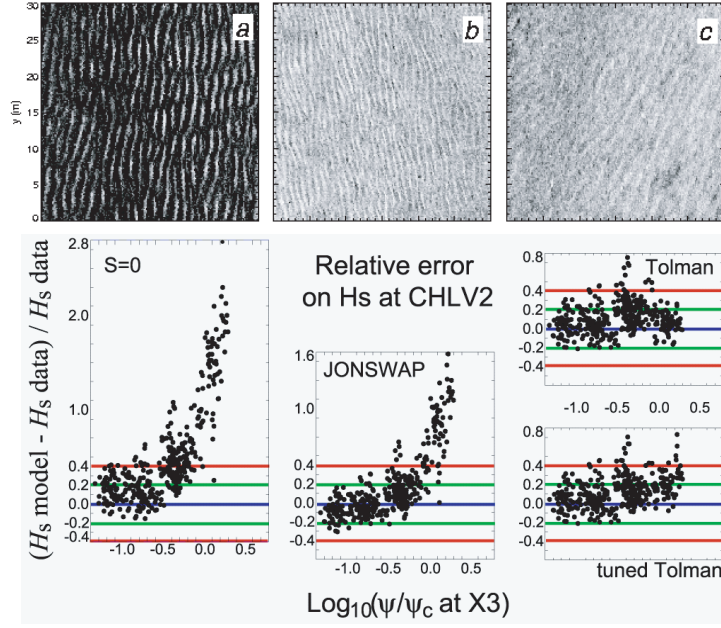 30
25
20
15
10
5
0
y (m)
a
b
c
(Hs model - Hs data) / Hs data
2.8
2.0
1.0
0.4
0.2
0.0
-0.2
-0.4
S=0
-1.0 -0.5 0.0 0.5
Relative error
on Hs at CHLV2
1.6
1.0
0.4
0.2
0.0
-0.2
-0.4
JONSWAP
-1.0 -0.5 0.0 0.5
0.8
0.4
0.2
0.0
-0.2
-0.4
Tolman
-1.0 -0.5 0.0 0.5
0.8
0.4
0.2
0.0
-0.2
-0.4
tuned Tolman
Log10(ψ/ψc at X3)